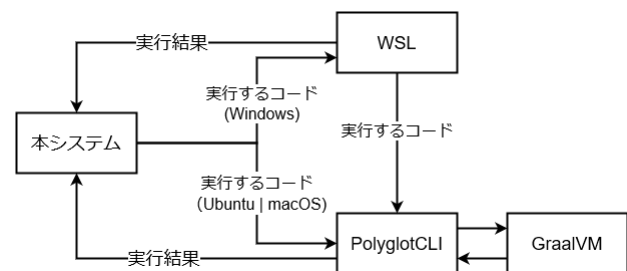 実行結果
WSL
実行するコード
(Windows)
実行するコード
本システム
実行するコード
（Ubuntu | macOS)
実行結果
PolyglotCLI
GraalVM